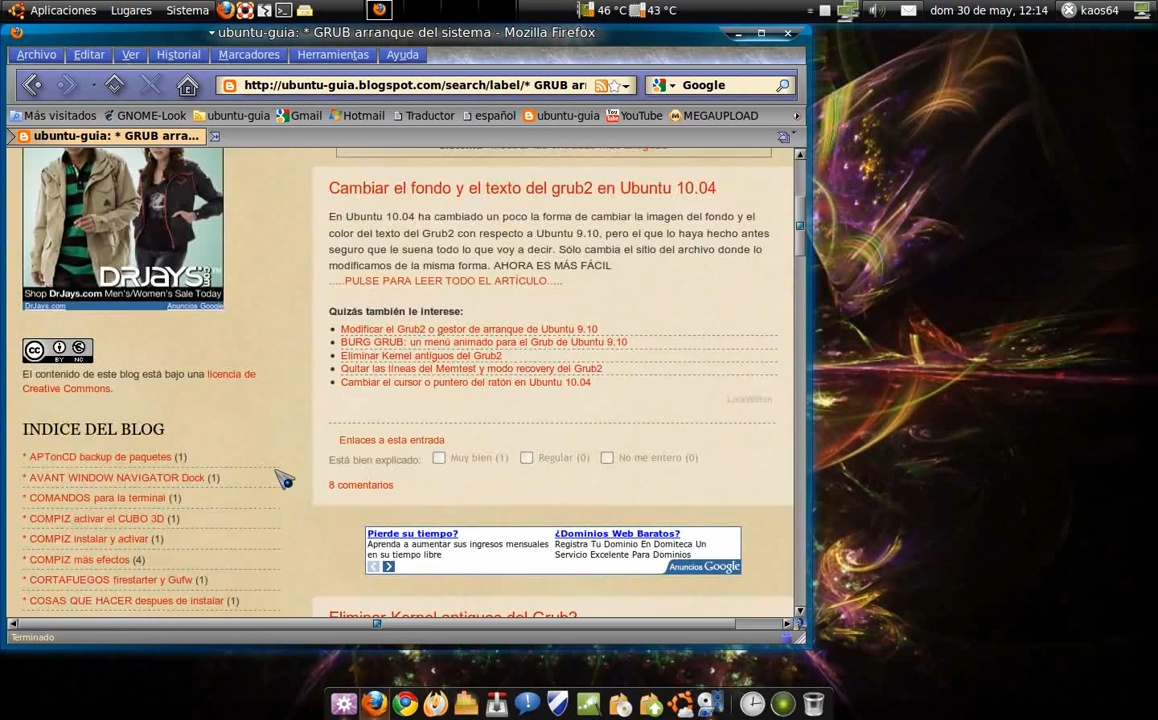 Aplicaciones Lugares Sistema 46 °C 43 °C dom 30 de may, 12:14 kaos64
ubuntu-guia: * GRUB arranque del sistema - Mozilla Firefox
Archivo Editar Ver Historial Marcadores Herramientas Ayuda
http://ubuntu-guia.blogspot.com/search/label/* GRUB ar Google
Más visitados GNOME-Look ubuntu-guia Gmail Hotmail Traductor español ubuntu-guia YouTube MEGAUPLOAD
ubuntu-guia: * GRUB arra...
DRJAYS.com
Shop DrJays.com Men's/Women's Sale Today
DrJays.com Anuncios Google
cc BY NC
El contenido de este blog está bajo una licencia de
Creative Commons.
INDICE DEL BLOG
* APTonCD backup de paquetes (1)
* AVANT WINDOW NAVIGATOR Dock (1)
* COMANDOS para la terminal (1)
* COMPIZ activar el CUBO 3D (1)
* COMPIZ instalar y activar (1)
* COMPIZ más efectos (4)
* CORTAFUEGOS firestarter y Gufw (1)
* COSAS QUE HACER despues de instalar (1)
Cambiar el fondo y el texto del grub2 en Ubuntu 10.04
En Ubuntu 10.04 ha cambiado un poco la forma de cambiar la imagen del fondo y el
color del texto del Grub2 con respecto a Ubuntu 9.10, pero el que lo haya hecho antes
seguro que le suena todo lo que voy a decir. Sólo cambia el sitio del archivo donde lo
modificamos de la misma forma. AHORA ES MÁS FÁCIL
.....PULSE PARA LEER TODO EL ARTÍCULO.....
Quizás también le interese:
Modificar el Grub2 o gestor de arranque de Ubuntu 9.10
BURG GRUB: un menú animado para el Grub de Ubuntu 9.10
Eliminar Kernel antiguos del Grub2
Quitar las líneas del Memtest y modo recovery del Grub2
Cambiar el cursor o puntero del ratón en Ubuntu 10.04
LinkWithin
Enlaces a esta entrada
Está bien explicado: Muy bien (1) Regular (0) No me entero (0)
8 comentarios
Pierde su tiempo?
Aprenda a aumentar sus ingresos mensuales
en su tiempo libre
¿Dominios Web Baratos?
Registra Tu Dominio En Domiteca Un
Servicio Excelente Para Dominios
Anuncios Google
Eliminar Kernel antiguos del Grub2
Terminado